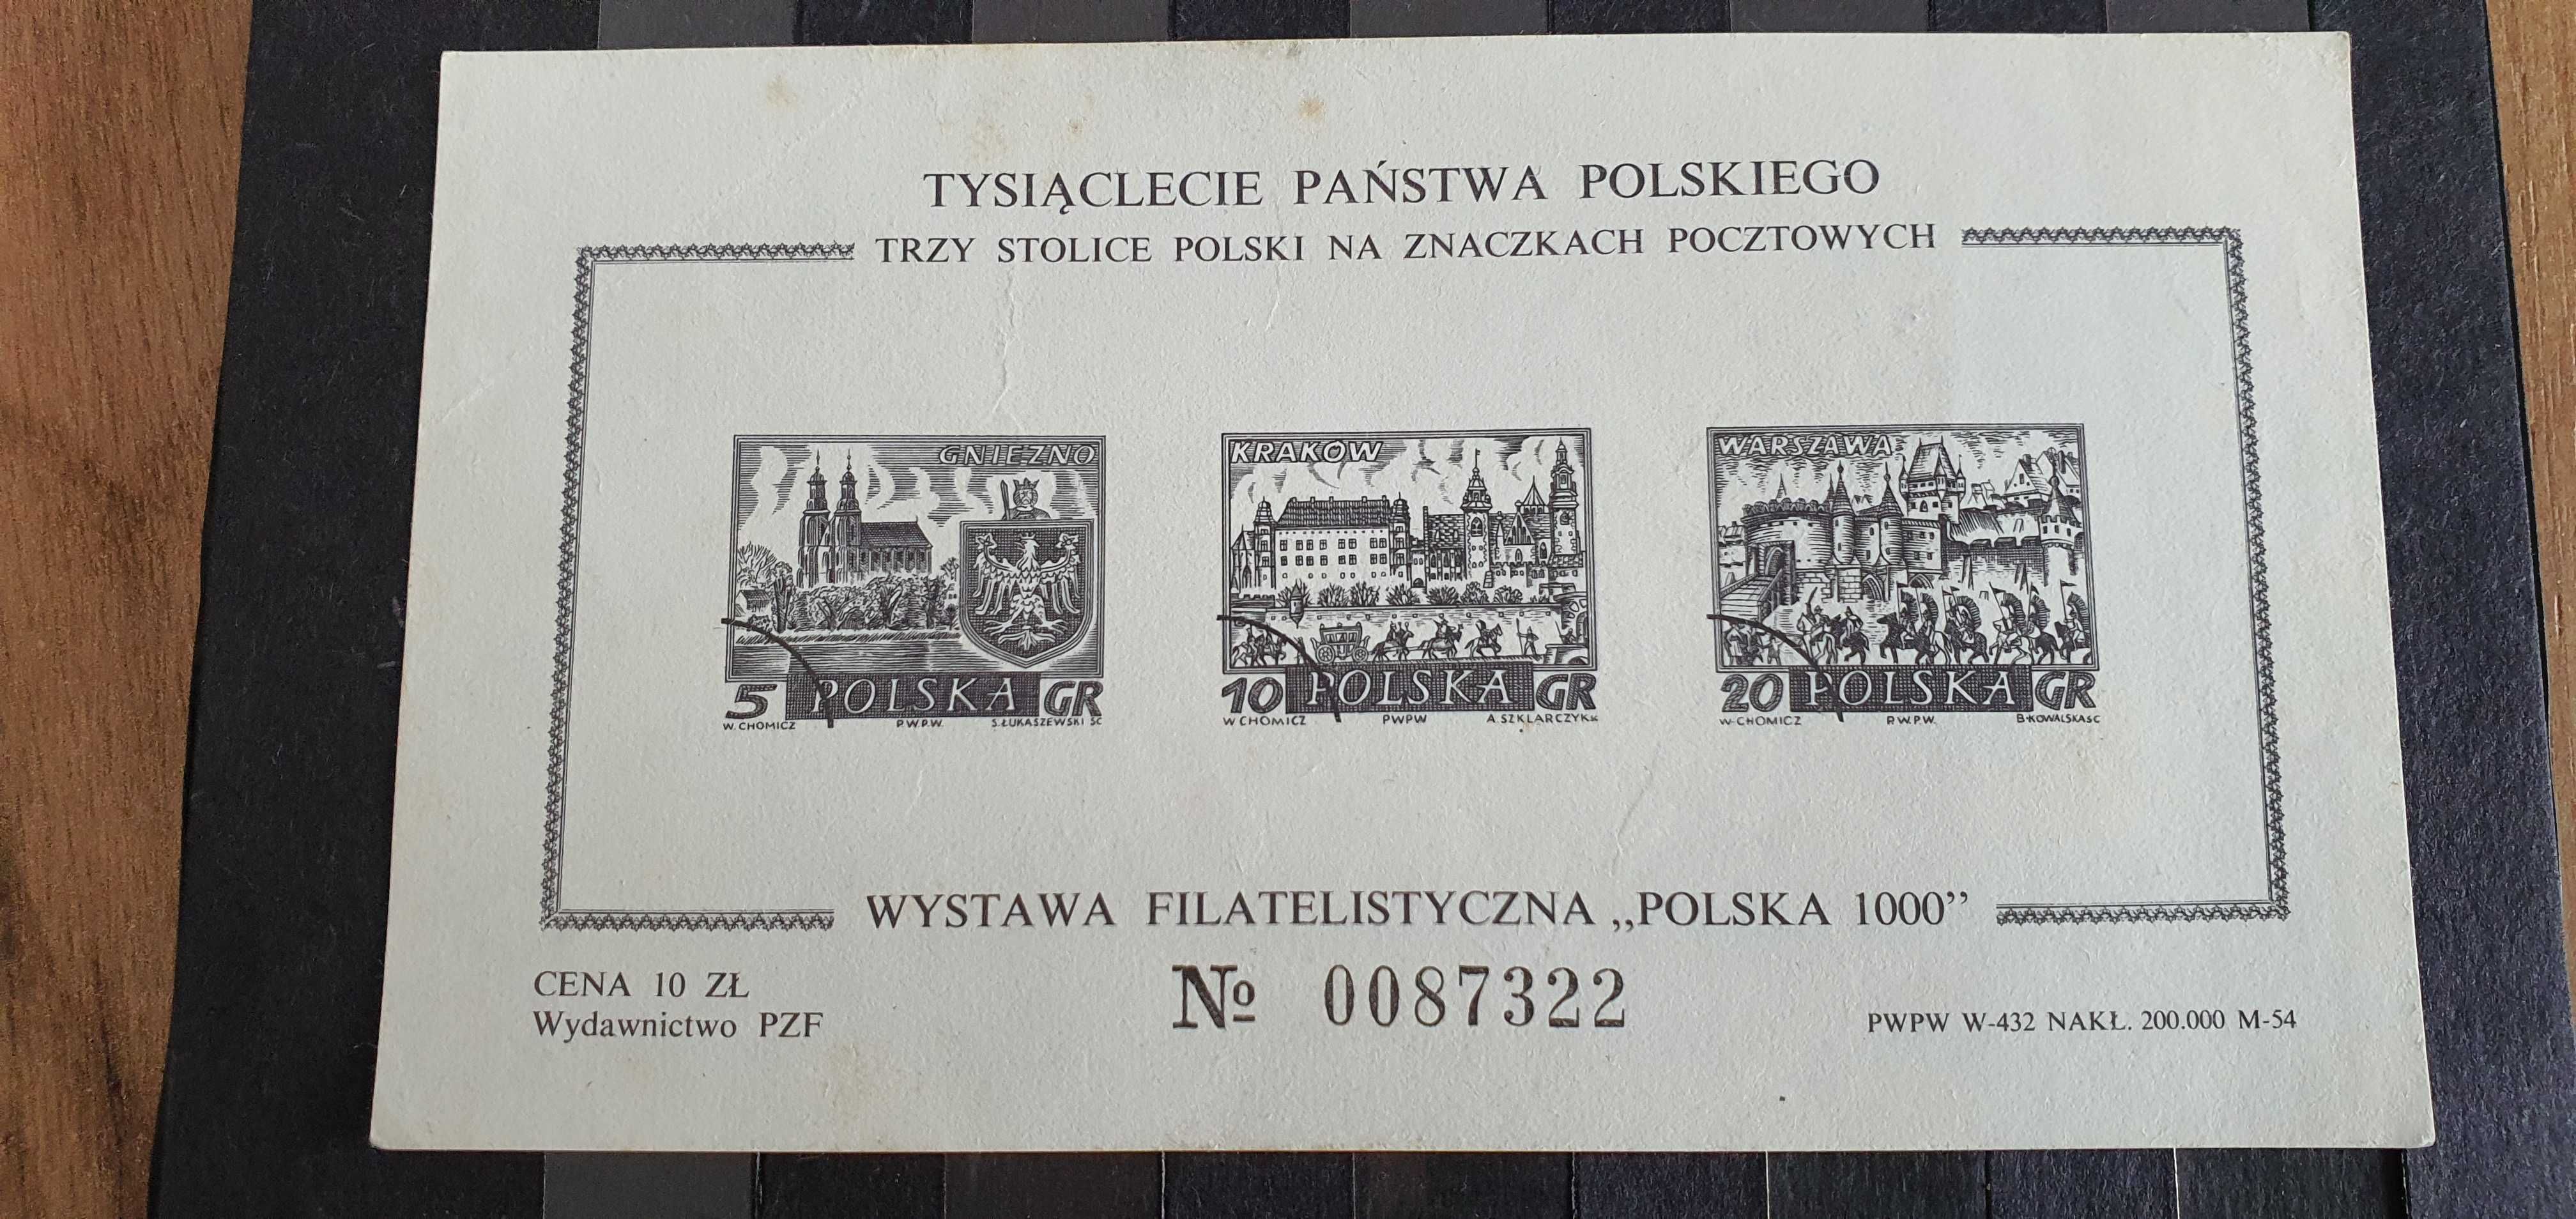 TYSIĄCLECIE PAŃSTWA POLSKIEGO
TRZY STOLICE POLSKI NA ZNACZKACH POCZTOWYCH
GNIEZNO
5 POLSKA GR
W. CHOMICZ P.W.P.W. S.ŁUKASZEWSKI SC
KRAKÓW
10 POLSKA GR
W CHOMICZ PWPW A.SZKLARCZYK
WARSZAWA
20 POLSKA GR
W-CHOMICZ P.W.P.W. B•KOWALSKA SC
WYSTAWA FILATELISTYCZNA „POLSKA 1000”
CENA 10 ZŁ
Wydawnictwo PZF
№ 0087322
PWPW W-432 NAKŁ. 200.000 M-54